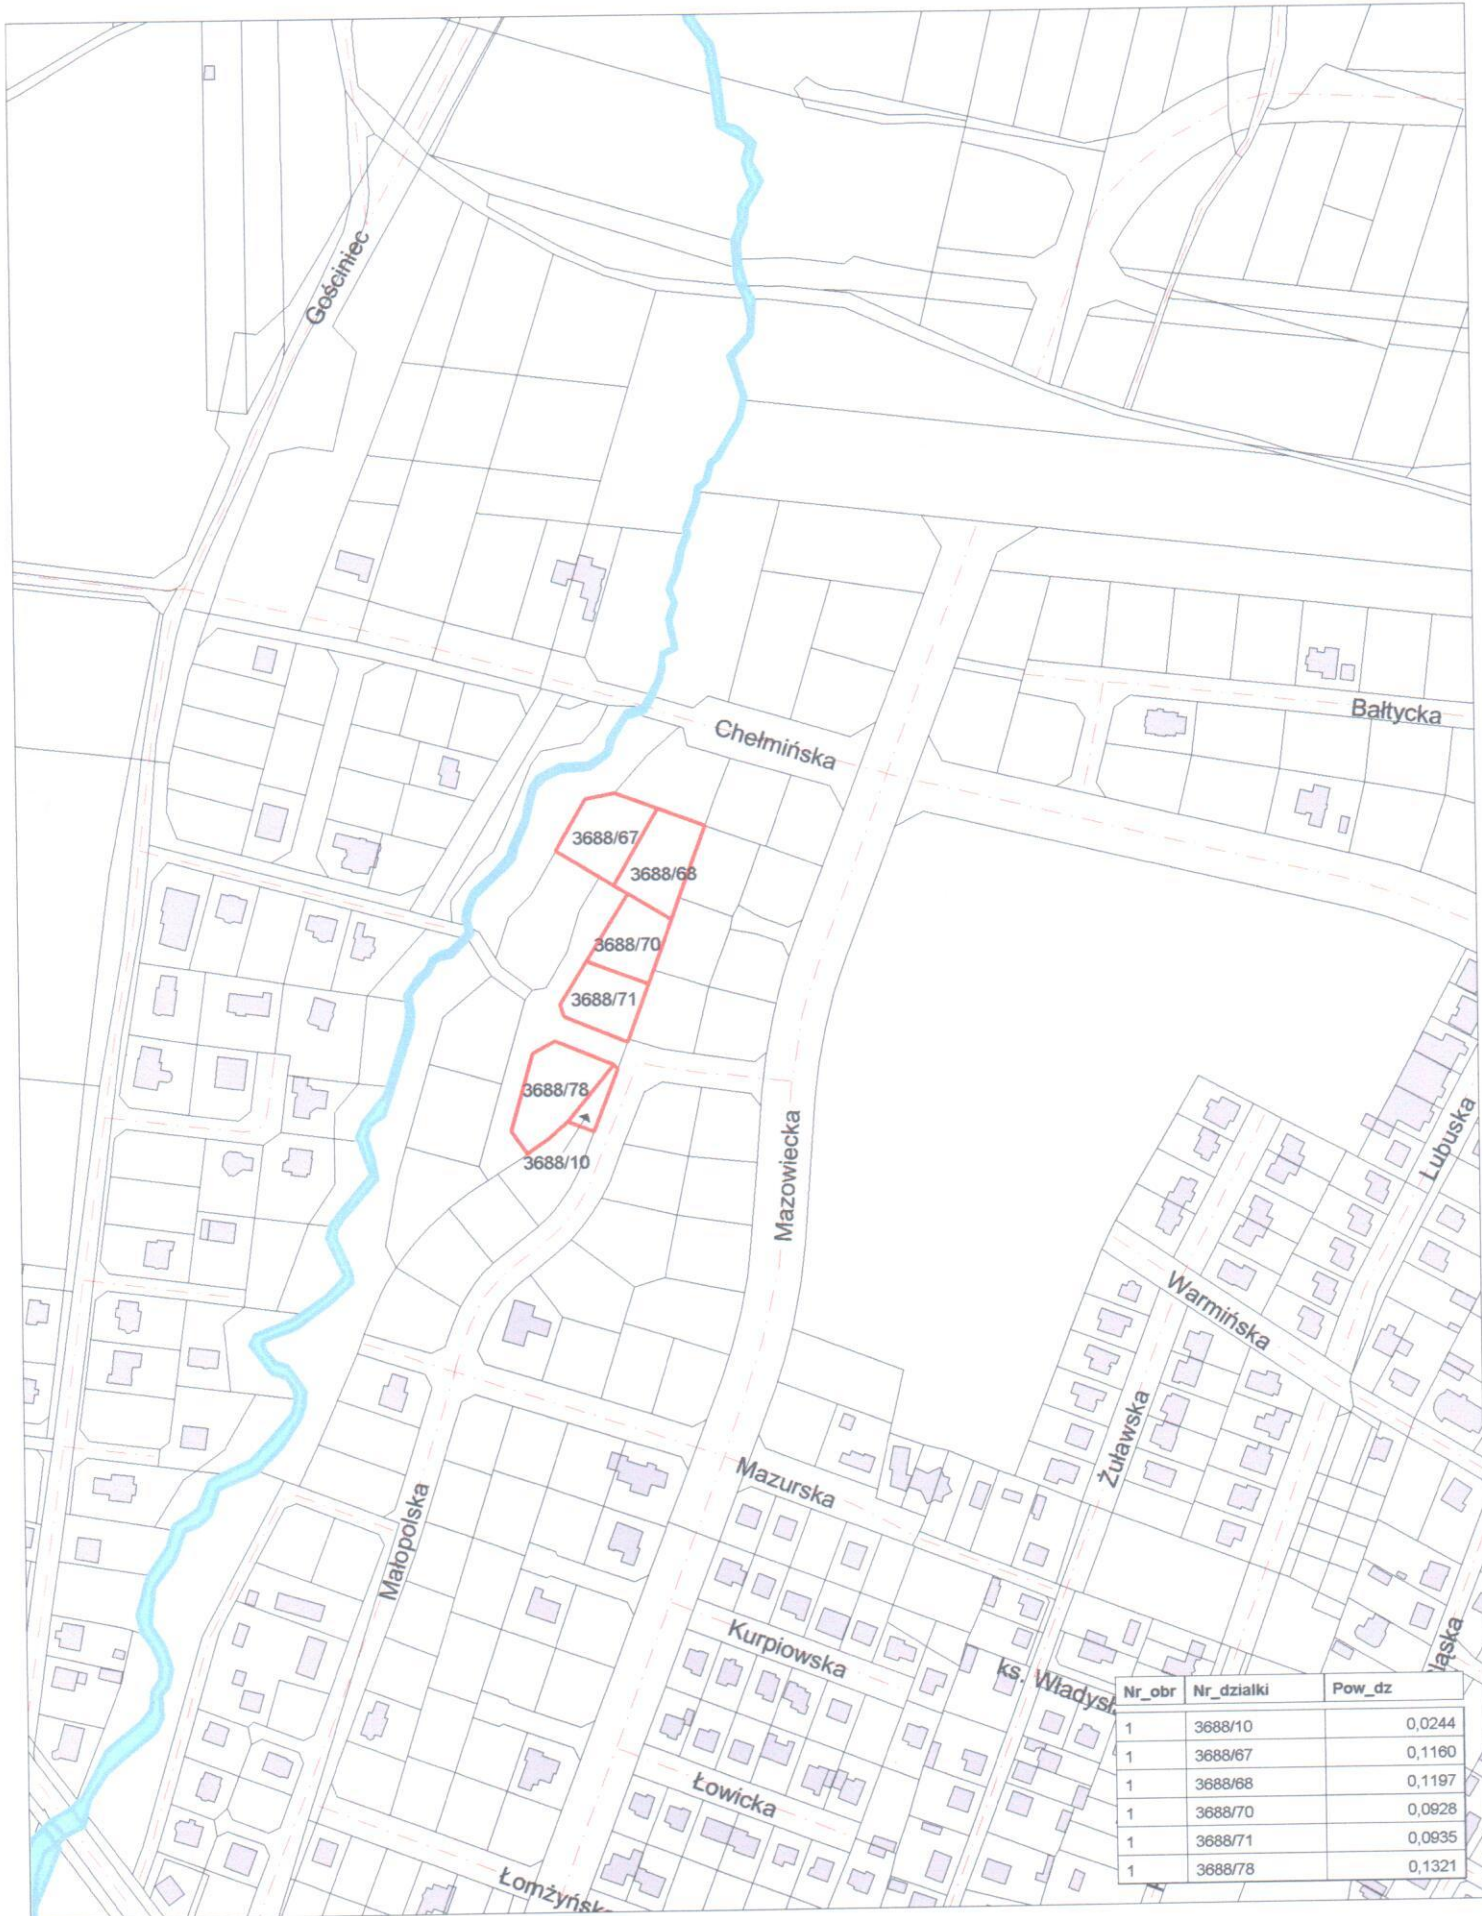 Gościniec
Bałtycka
Chełmińska
3688/67
3688/68
3688/70
3688/71
3688/78
3688/10
Mazowiecka
Lubuska
Warmińska
Żuławska
Mazurska
Małopolska
Kurpiowska
ks. Władysł
ląska
Łowicka
Łomżyńsk
Nr_obr Nr_dzialki Pow_dz
1 3688/10 0,0244
1 3688/67 0,1160
1 3688/68 0,1197
1 3688/70 0,0928
1 3688/71 0,0935
1 3688/78 0,1321